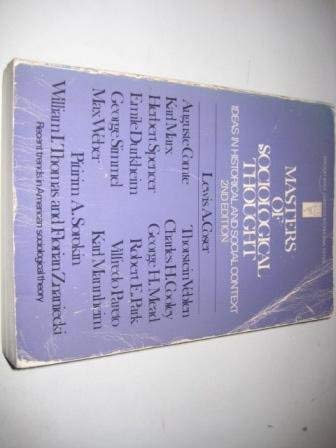 MASTERS
OF
SOCIOLOGICAL
THOUGHT
IDEAS IN HISTORICAL AND SOCIAL CONTEXT
2ND EDITION
Lewis A. Coser
Auguste Comte
Karl Marx
Herbert Spencer
Emile Durkheim
George Simmel
Max Weber
Thorstein Veblen
Charles H. Cooley
George H. Mead
Robert E. Park
Vilfredo Pareto
Karl Mannheim
Pitirim A. Sorokin
William I. Thomas and Florian Znaniecki
Recent trends in American sociological theory